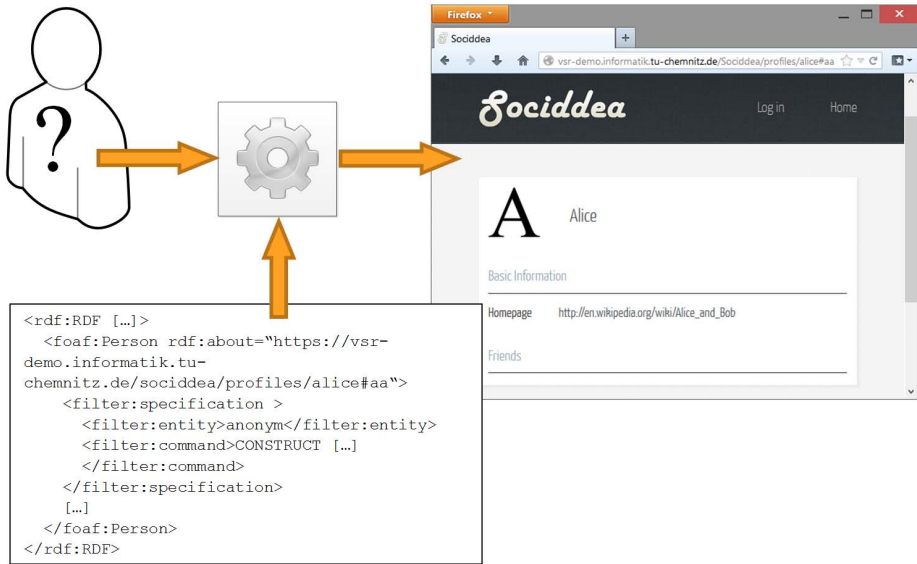 ?
Firefox
Sociddea
vsr-demo.informatik.tu-chemnitz.de/Sociddea/profiles/alice#aa
Sociddea Log in Home
A Alice
Basic Information
Homepage http://en.wikipedia.org/wiki/Alice_and_Bob
Friends
<rdf:RDF […]>
<foaf:Person rdf:about=“https://vsr-
demo.informatik.tu-
chemnitz.de/sociddea/profiles/alice#aa“>
<filter:specification >
<filter:entity>anonym</filter:entity>
<filter:command>CONSTRUCT […]
</filter:command>
</filter:specification>
[…]
</foaf:Person>
</rdf:RDF>